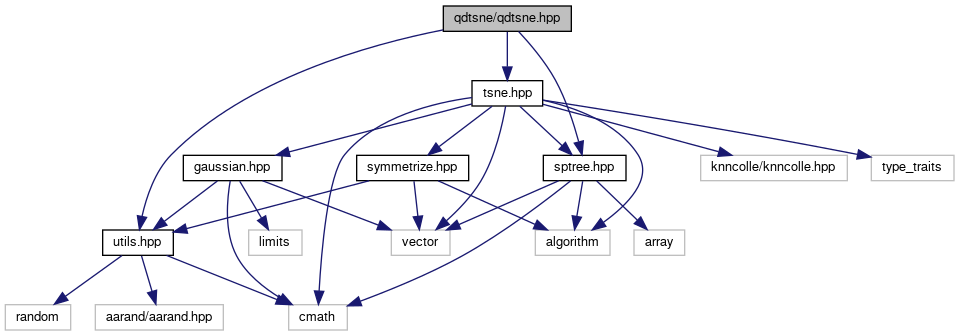 qdtsne/qdtsne.hpp
tsne.hpp
gaussian.hpp
symmetrize.hpp
sptree.hpp
knncolle/knncolle.hpp
type_traits
utils.hpp
limits
vector
algorithm
array
random
aarand/aarand.hpp
cmath